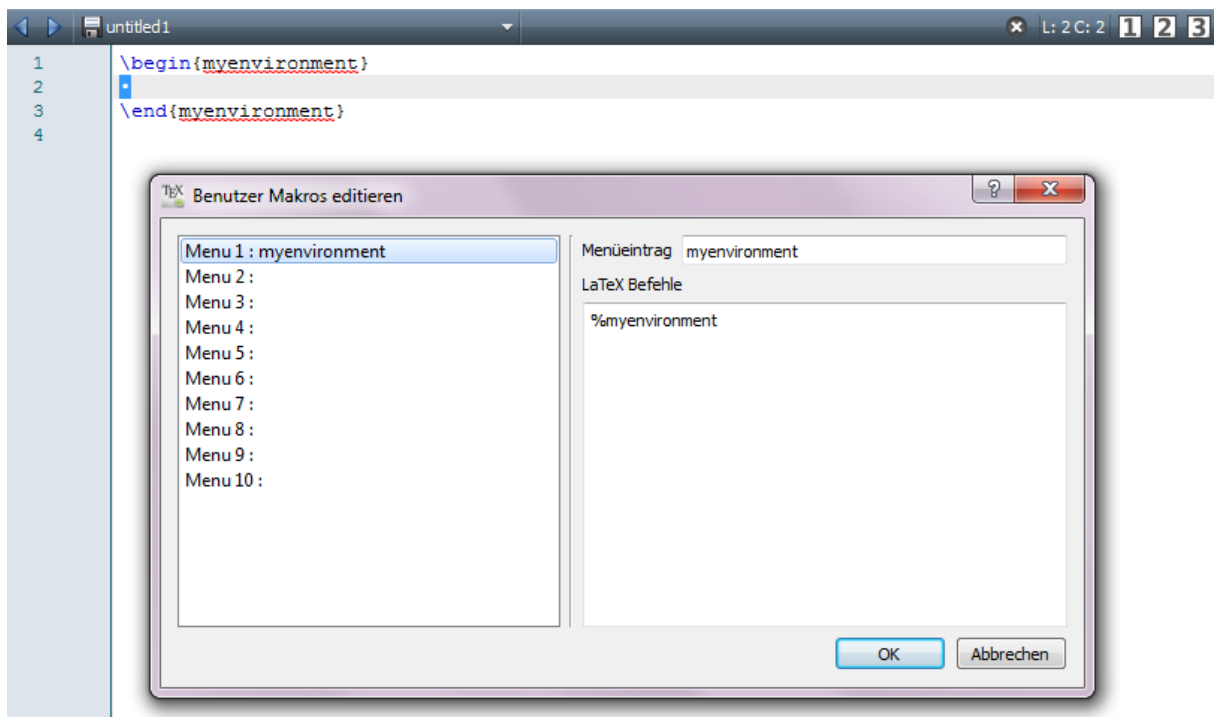 untitled1 L: 2 C: 2 1 2 3
1 \begin{myenvironment}
2
3 \end{myenvironment}
4
TEX Benutzer Makros editieren
Menu 1 : myenvironment
Menu 2 :
Menu 3 :
Menu 4 :
Menu 5 :
Menu 6 :
Menu 7 :
Menu 8 :
Menu 9 :
Menu 10 :
Menüeintrag myenvironment
LaTeX Befehle
%myenvironment
OK Abbrechen